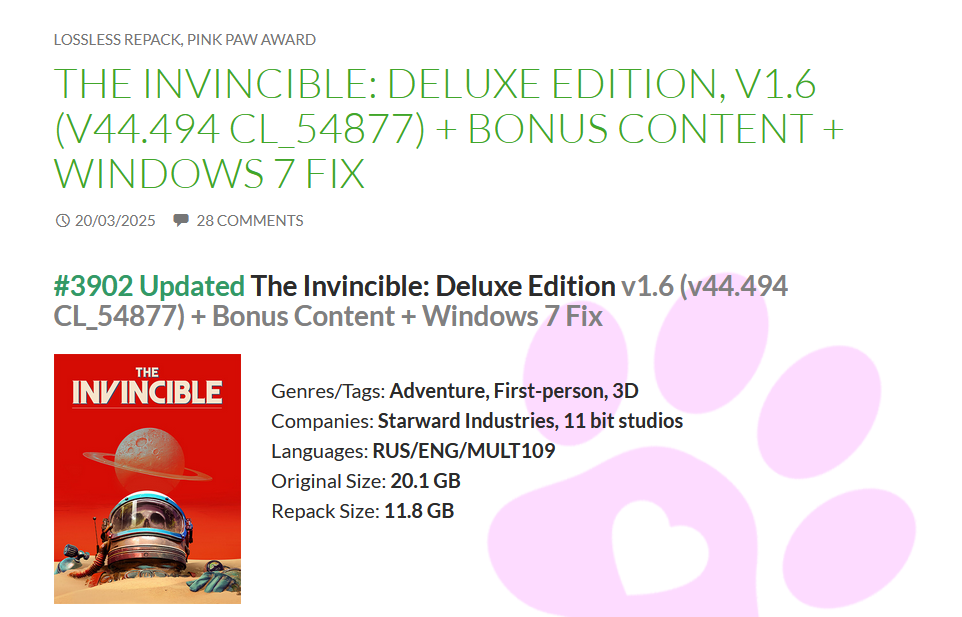 LOSSLESS REPACK, PINK PAW AWARD
THE INVINCIBLE: DELUXE EDITION, V1.6
(V44.494 CL_54877) + BONUS CONTENT +
WINDOWS 7 FIX
20/03/2025 28 COMMENTS
#3902 Updated The Invincible: Deluxe Edition v1.6 (v44.494
CL_54877) + Bonus Content + Windows 7 Fix
THE
INVINCIBLE
Genres/Tags: Adventure, First-person, 3D
Companies: Starward Industries, 11 bit studios
Languages: RUS/ENG/MULT109
Original Size: 20.1 GB
Repack Size: 11.8 GB